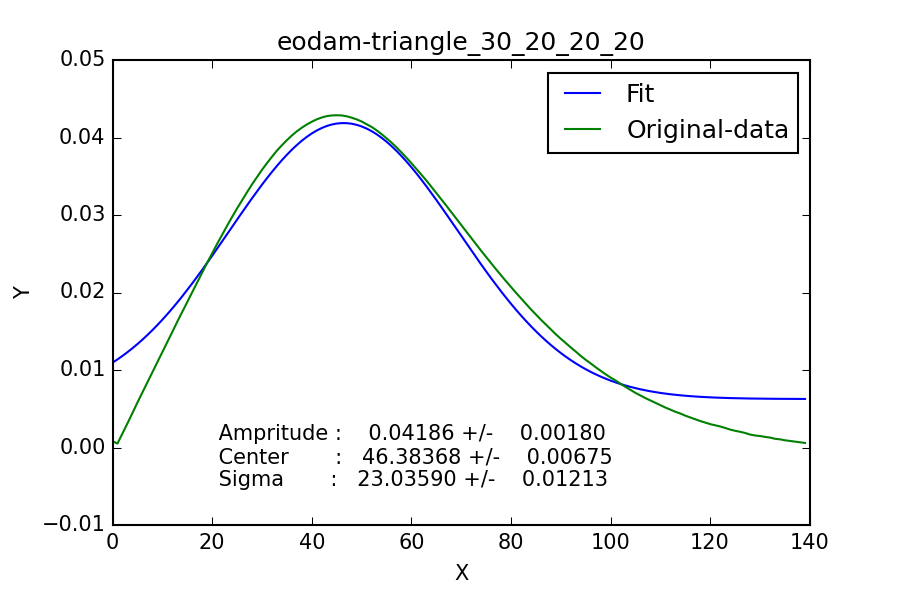 eodam-triangle_30_20_20_20
0.05
0.04
0.03
0.02
0.01
0.00
−0.01
Y
Fit
Original-data
Ampritude : 0.04186 +/- 0.00180
Center : 46.38368 +/- 0.00675
Sigma : 23.03590 +/- 0.01213
0 20 40 60 80 100 120 140
X